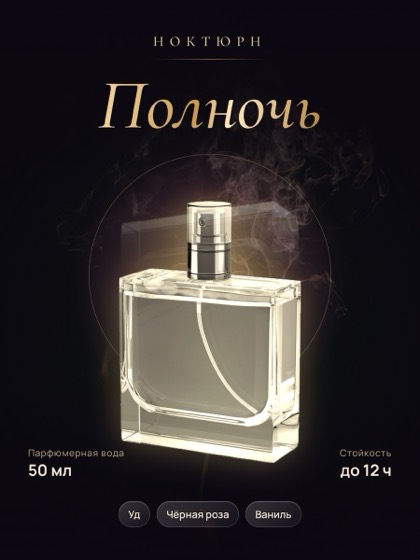 НОКТЮРН
Полночь
Парфюмерная вода
50 мл
Стойкость
до 12 ч
Уд
Чёрная роза
Ваниль